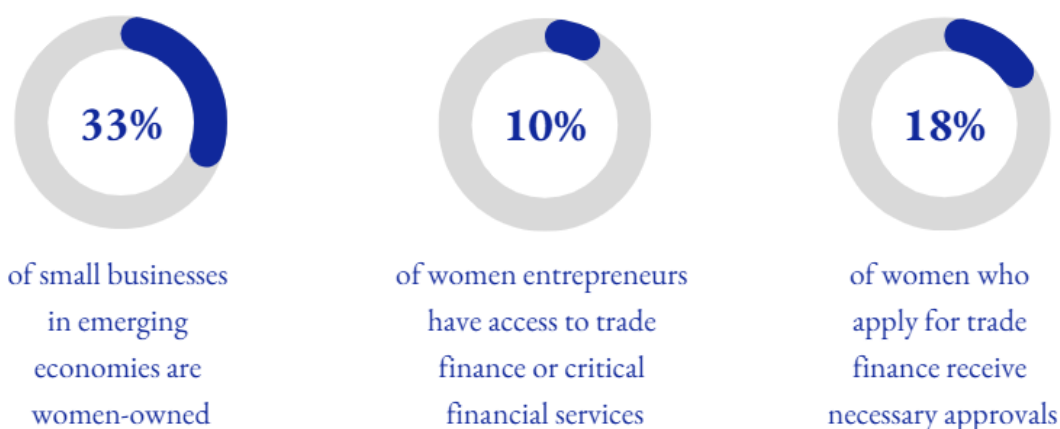 33%
of small businesses
in emerging
economies are
women-owned
10%
of women entrepreneurs
have access to trade
finance or critical
financial services
18%
of women who
apply for trade
finance receive
necessary approvals